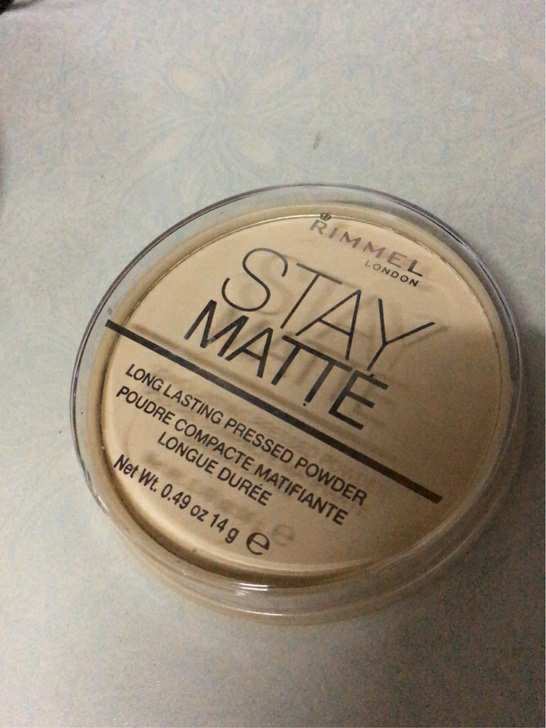 RIMMEL
LONDON
STAY
MATTE
LONG LASTING PRESSED POWDER
POUDRE COMPACTE MATIFIANTE
LONGUE DURÉE
Net Wt. 0.49 oz 14 g e